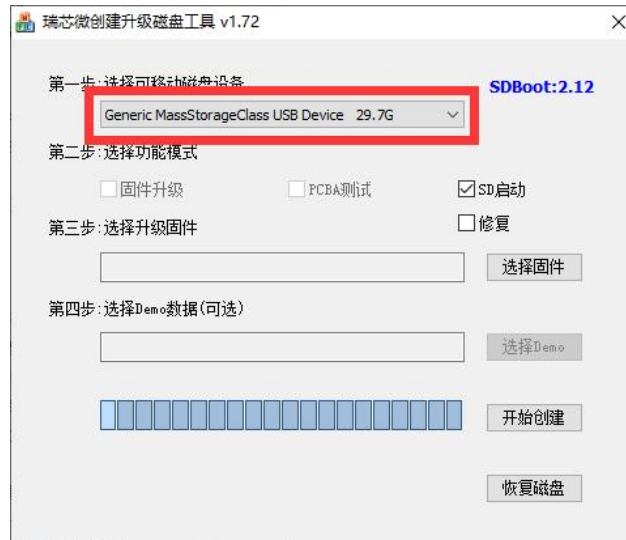 瑞芯微创建升级磁盘工具 v1.72
第一步:选择可移动磁盘设备
SDBoot:2.12
Generic MassStorageClass USB Device 29.7G
第二步:选择功能模式
固件升级
PCBA测试
SD启动
第三步:选择升级固件
修复
选择固件
第四步:选择Demo数据(可选)
选择Demo
开始创建
恢复磁盘